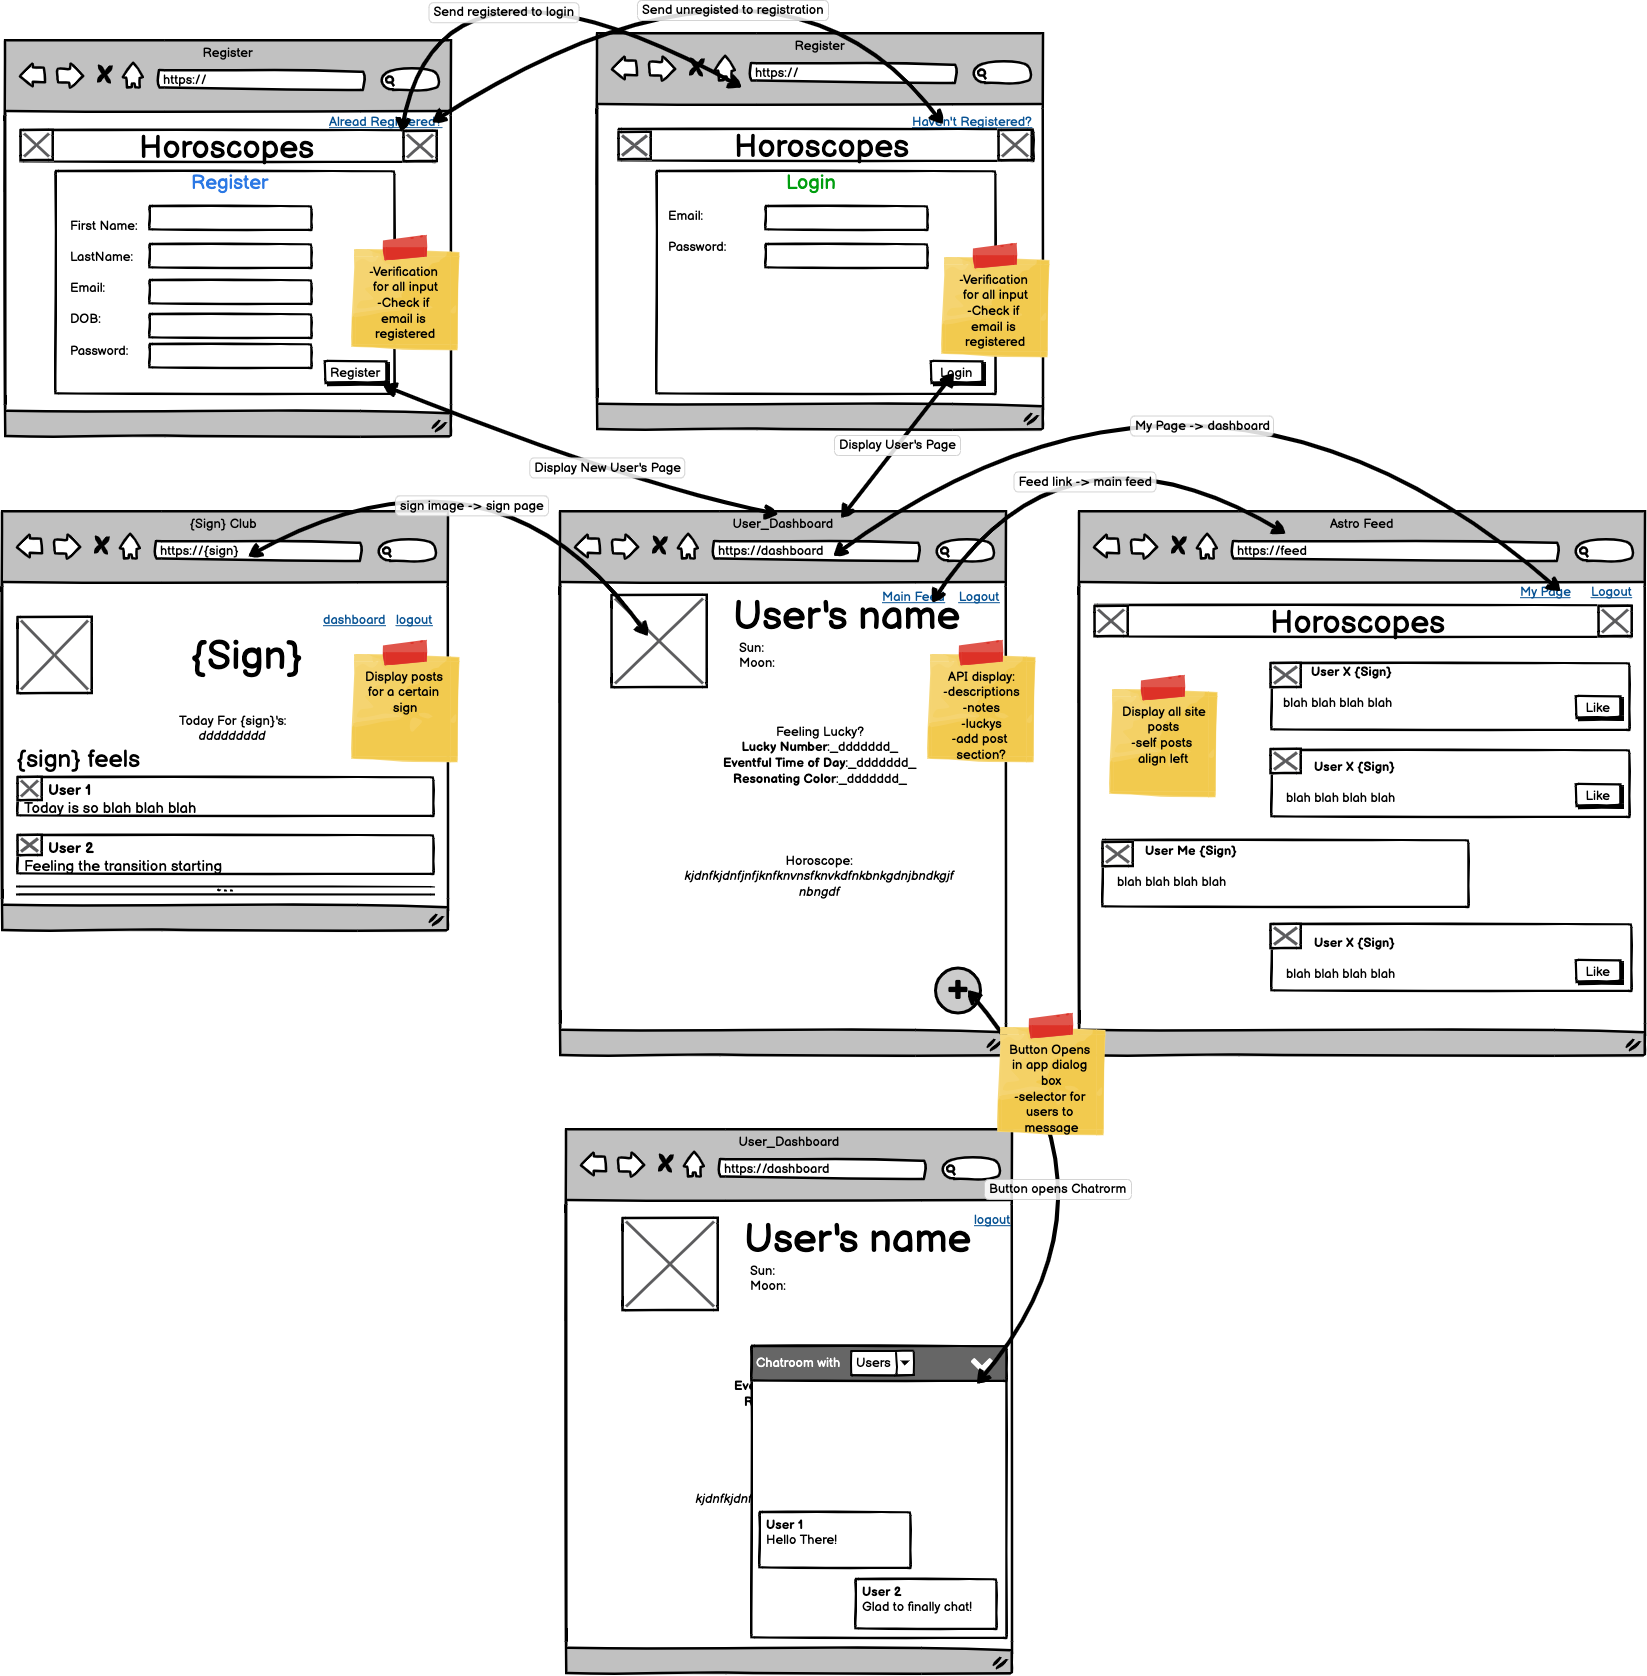 Send registered to login
Send unregisted to registration
Register
https://
Alread Registered?
Horoscopes
Register
First Name:
LastName:
Email:
DOB:
Password:
-Verification
for all input
-Check if
email is
registered
Register
Register
https://
Haven't Registered?
Horoscopes
Login
Email:
Password:
-Verification
for all input
-Check if
email is
registered
Login
Display New User's Page
Display User's Page
My Page -> dashboard
Feed link -> main feed
sign image -> sign page
{Sign} Club
https://{sign}
dashboard logout
{Sign}
Display posts
for a certain
sign
Today For {sign}'s:
ddddddddd
{sign} feels
User 1
Today is so blah blah blah
User 2
Feeling the transition starting
...
User_Dashboard
https://dashboard
Main Feed Logout
User's name
Sun:
Moon:
API display:
-descriptions
-notes
-luckys
-add post
section?
Feeling Lucky?
Lucky Number:_ddddddd_
Eventful Time of Day:_ddddddd_
Resonating Color:_ddddddd_
Horoscope:
kjdnfkjdnfjnfjknfknvnsfknvkdfnkbnkgdnjbndkgjf
nbngdf
Astro Feed
https://feed
My Page Logout
Horoscopes
Display all site
posts
-self posts
align left
User X {Sign}
blah blah blah blah
Like
User X {Sign}
blah blah blah blah
Like
User Me {Sign}
blah blah blah blah
User X {Sign}
blah blah blah blah
Like
Button Opens
in app dialog
box
-selector for
users to
message
User_Dashboard
https://dashboard
Button opens Chatrorm
logout
User's name
Sun:
Moon:
Chatroom with Users
Eve
R
kjdnfkjdnf
User 1
Hello There!
User 2
Glad to finally chat!